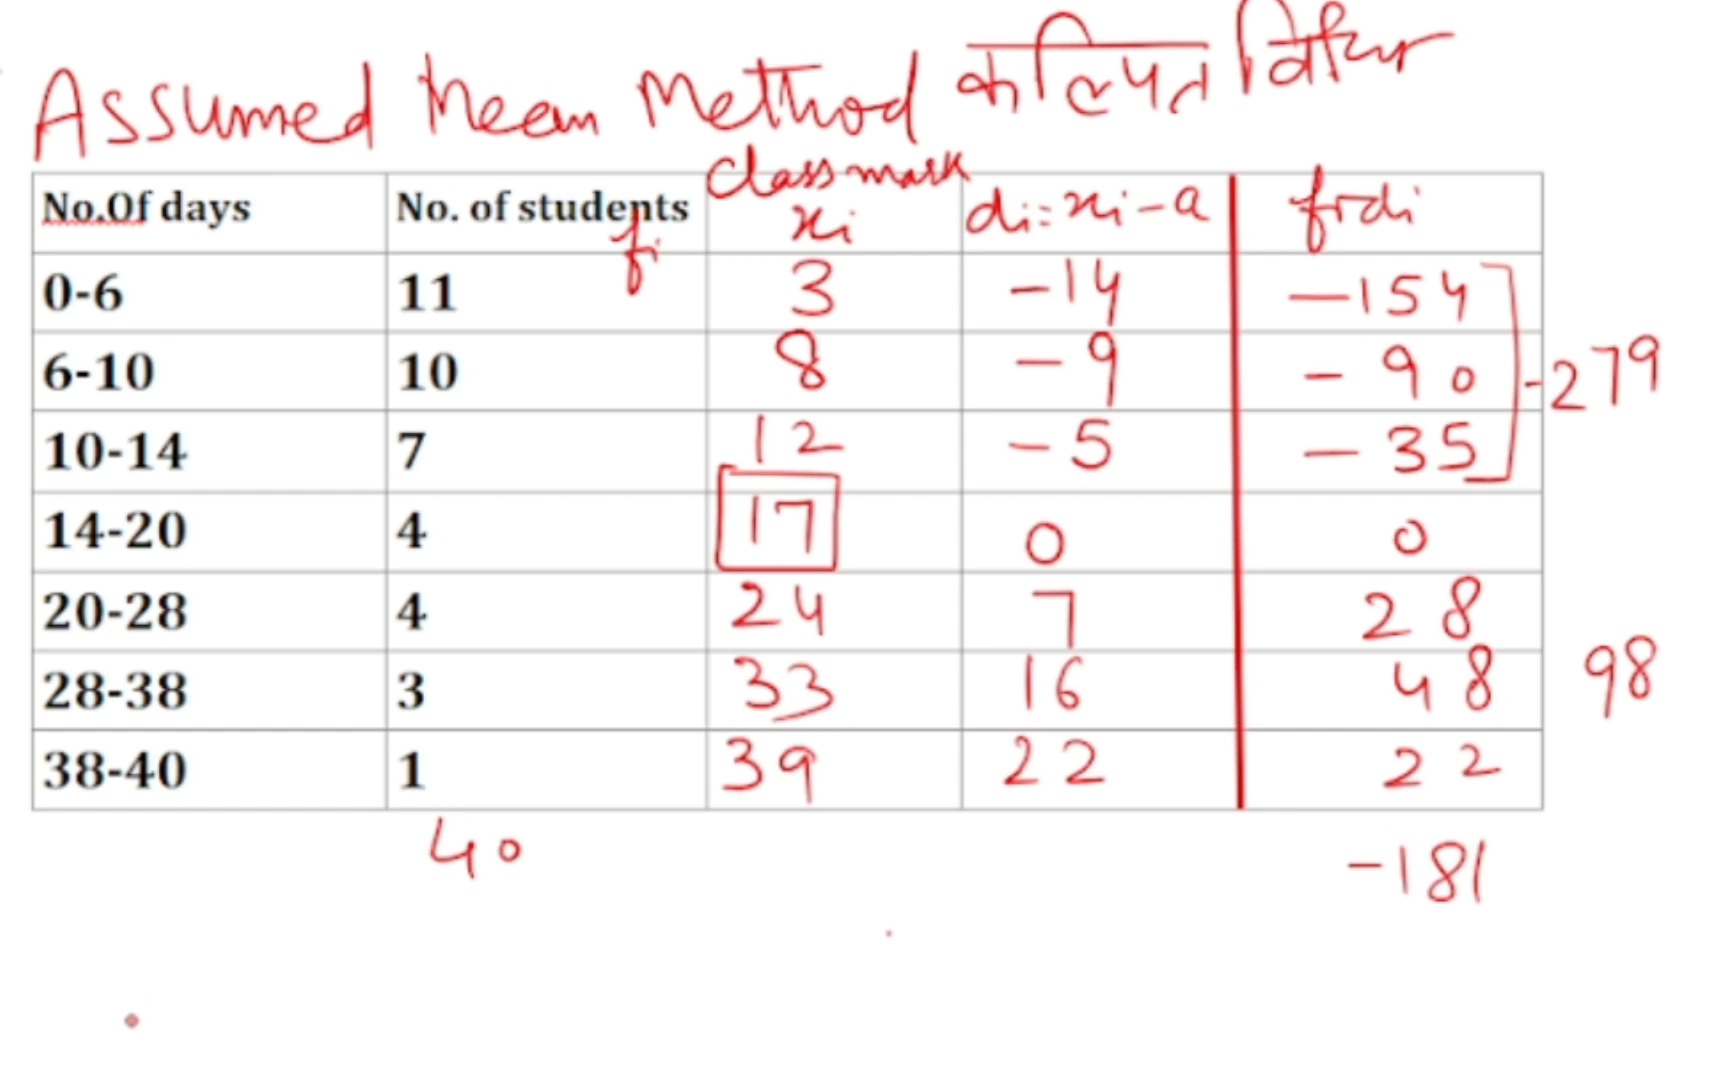 Assumed Mean Method कल्पित विधि
No.Of days No. of students fi class mark xi di=xi-a fidi
0-6 11 3 -14 -154
6-10 10 8 -9 -90 -279
10-14 7 12 -5 -35
14-20 4 17 0 0
20-28 4 24 7 28
28-38 3 33 16 48 98
38-40 1 39 22 22
40 -181